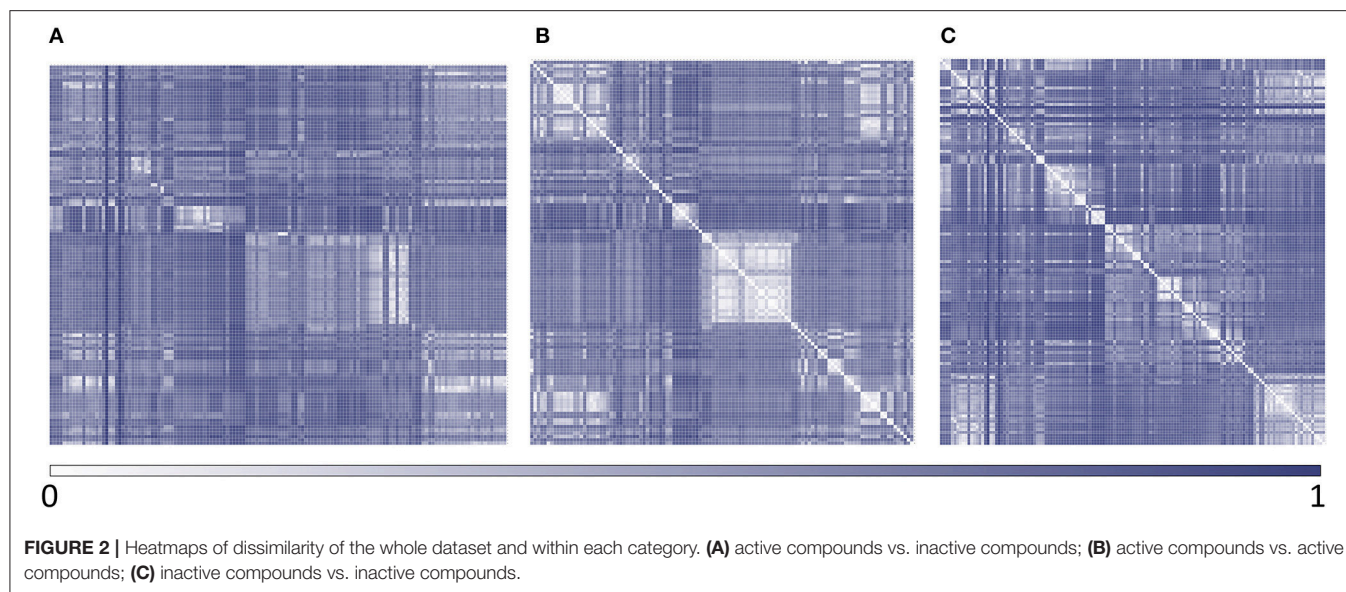 A
B
C
0
1
FIGURE 2 | Heatmaps of dissimilarity of the whole dataset and within each category. (A) active compounds vs. inactive compounds; (B) active compounds vs. active
compounds; (C) inactive compounds vs. inactive compounds.